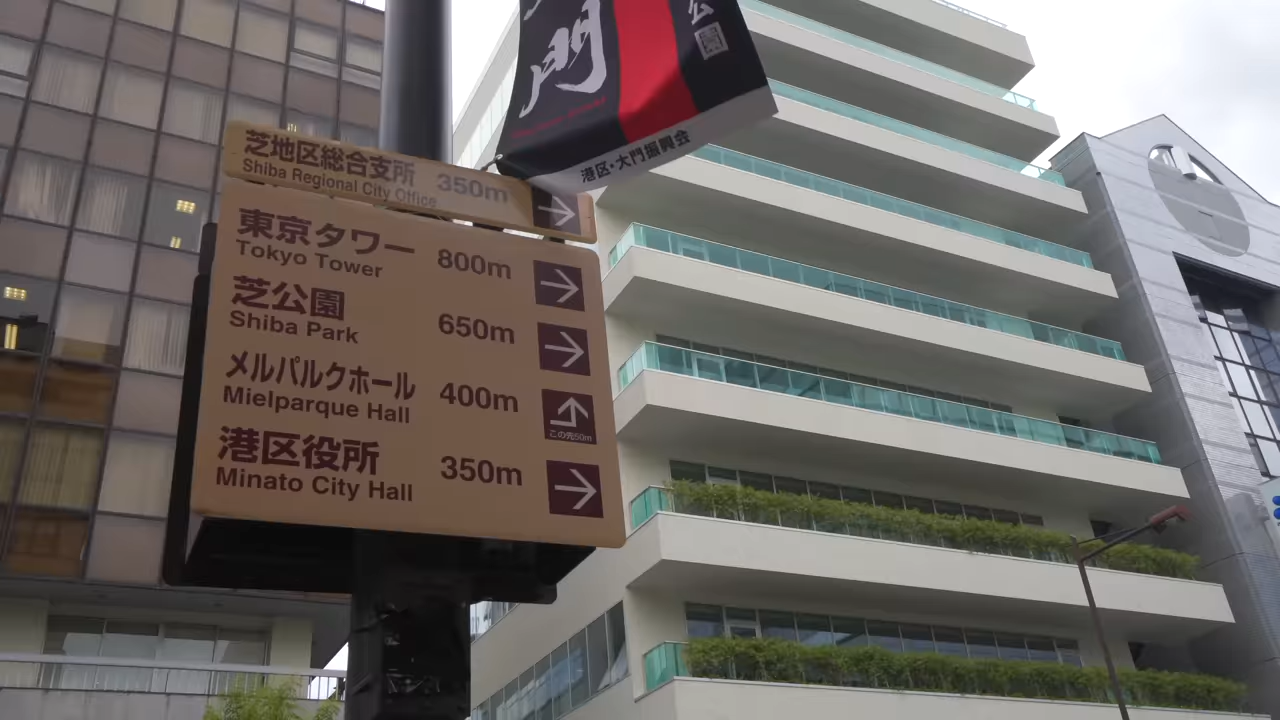 門
公園
港区・大門振興会
芝地区総合支所 350m
Shiba Regional City Office
東京タワー 800m
Tokyo Tower
芝公園 650m
Shiba Park
メルパルクホール 400m
Mielparque Hall
この先50m
港区役所 350m
Minato City Hall